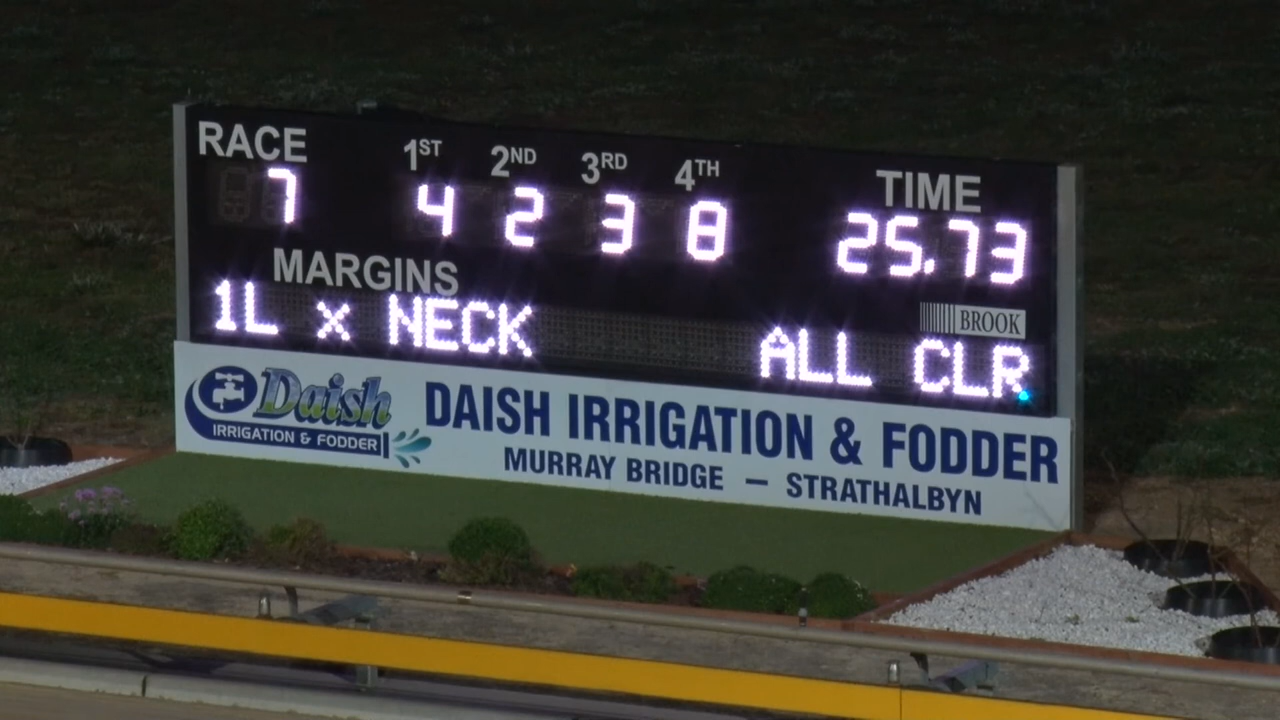 RACE 1ST 2ND 3RD 4TH TIME
7 4 2 3 8 25.73
MARGINS
BROOK
1L x NECK ALL CLR
Daish
IRRIGATION & FODDER
DAISH IRRIGATION & FODDER
MURRAY BRIDGE – STRATHALBYN